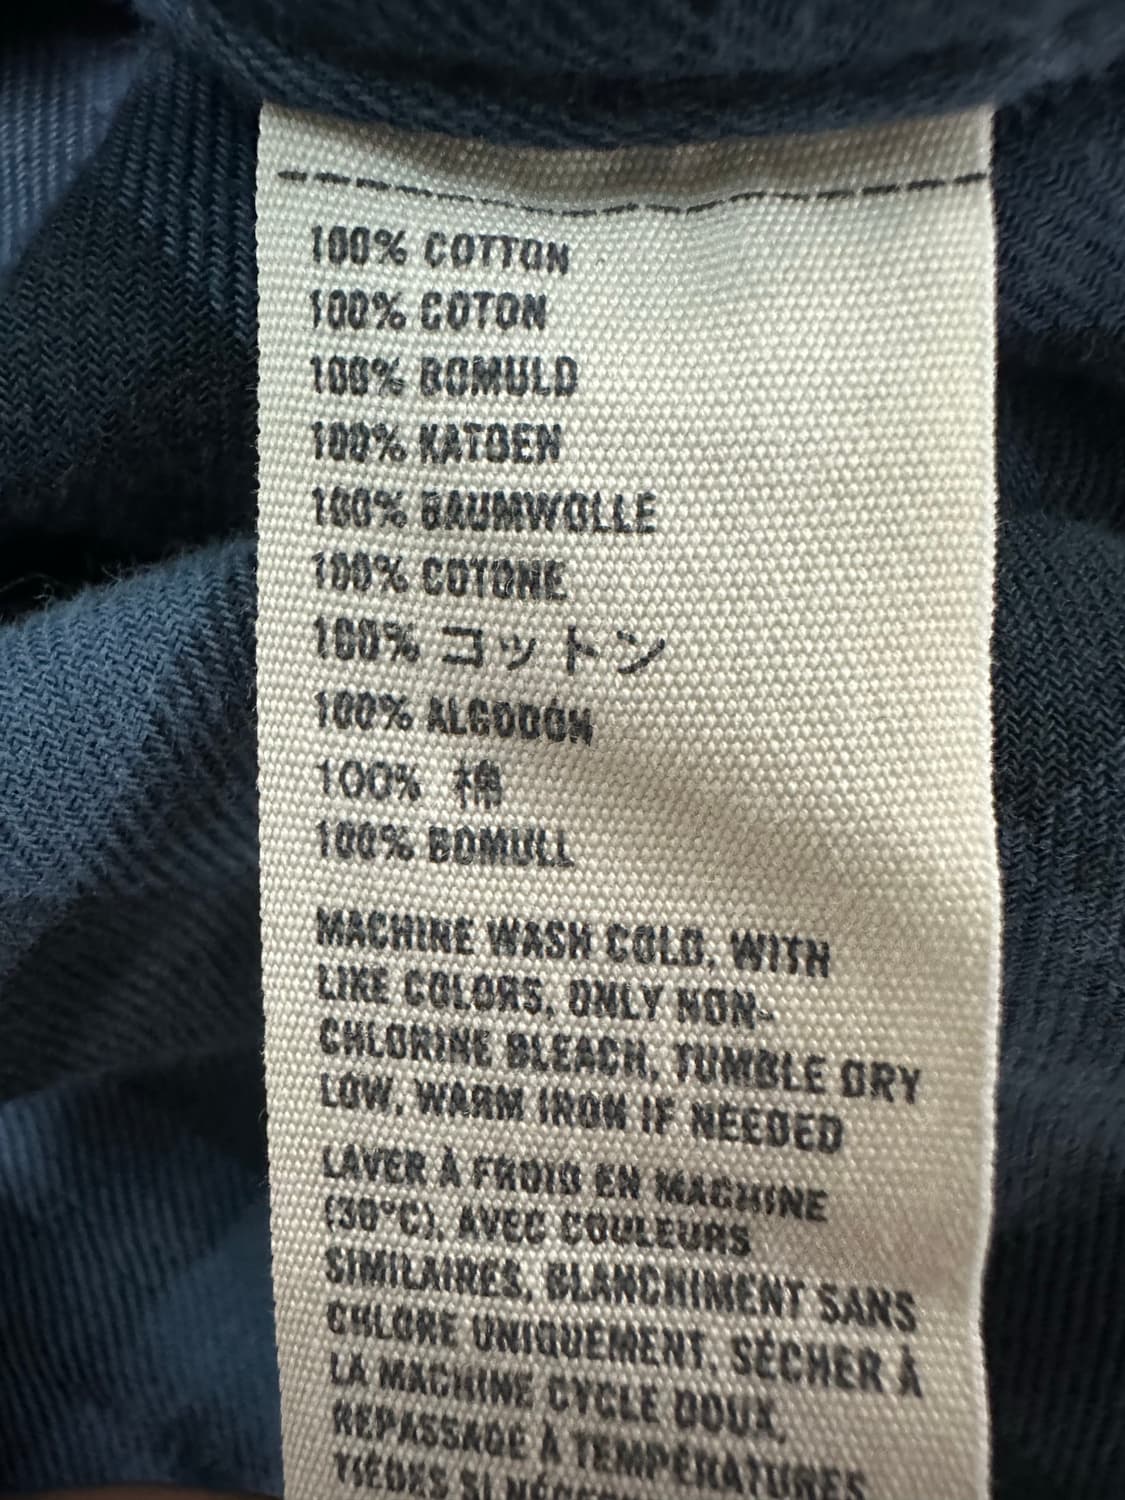 100% COTTON
100% COTON
100% BOMULD
100% KATOEN
100% BAUMWOLLE
100% COTONE
100% コットン
100% ALGODÓN
100% 棉
100% BOMULL
MACHINE WASH COLD, WITH
LIKE COLORS, ONLY NON-
CHLORINE BLEACH, TUMBLE DRY
LOW, WARM IRON IF NEEDED
LAVER À FROID EN MACHINE
(30°C), AVEC COULEURS
SIMILAIRES, BLANCHIMENT SANS
CHLORE UNIQUEMENT, SÉCHER À
LA MACHINE CYCLE DOUX,
REPASSAGE À TEMPÉRATURES
TIÈDES SI